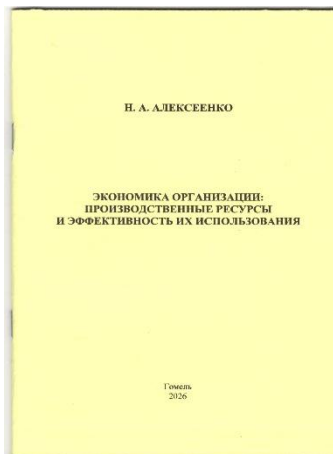 Н. А. АЛЕКСЕЕНКО
ЭКОНОМИКА ОРГАНИЗАЦИИ:
ПРОИЗВОДСТВЕННЫЕ РЕСУРСЫ
И ЭФФЕКТИВНОСТЬ ИХ ИСПОЛЬЗОВАНИЯ
Гомель
2026